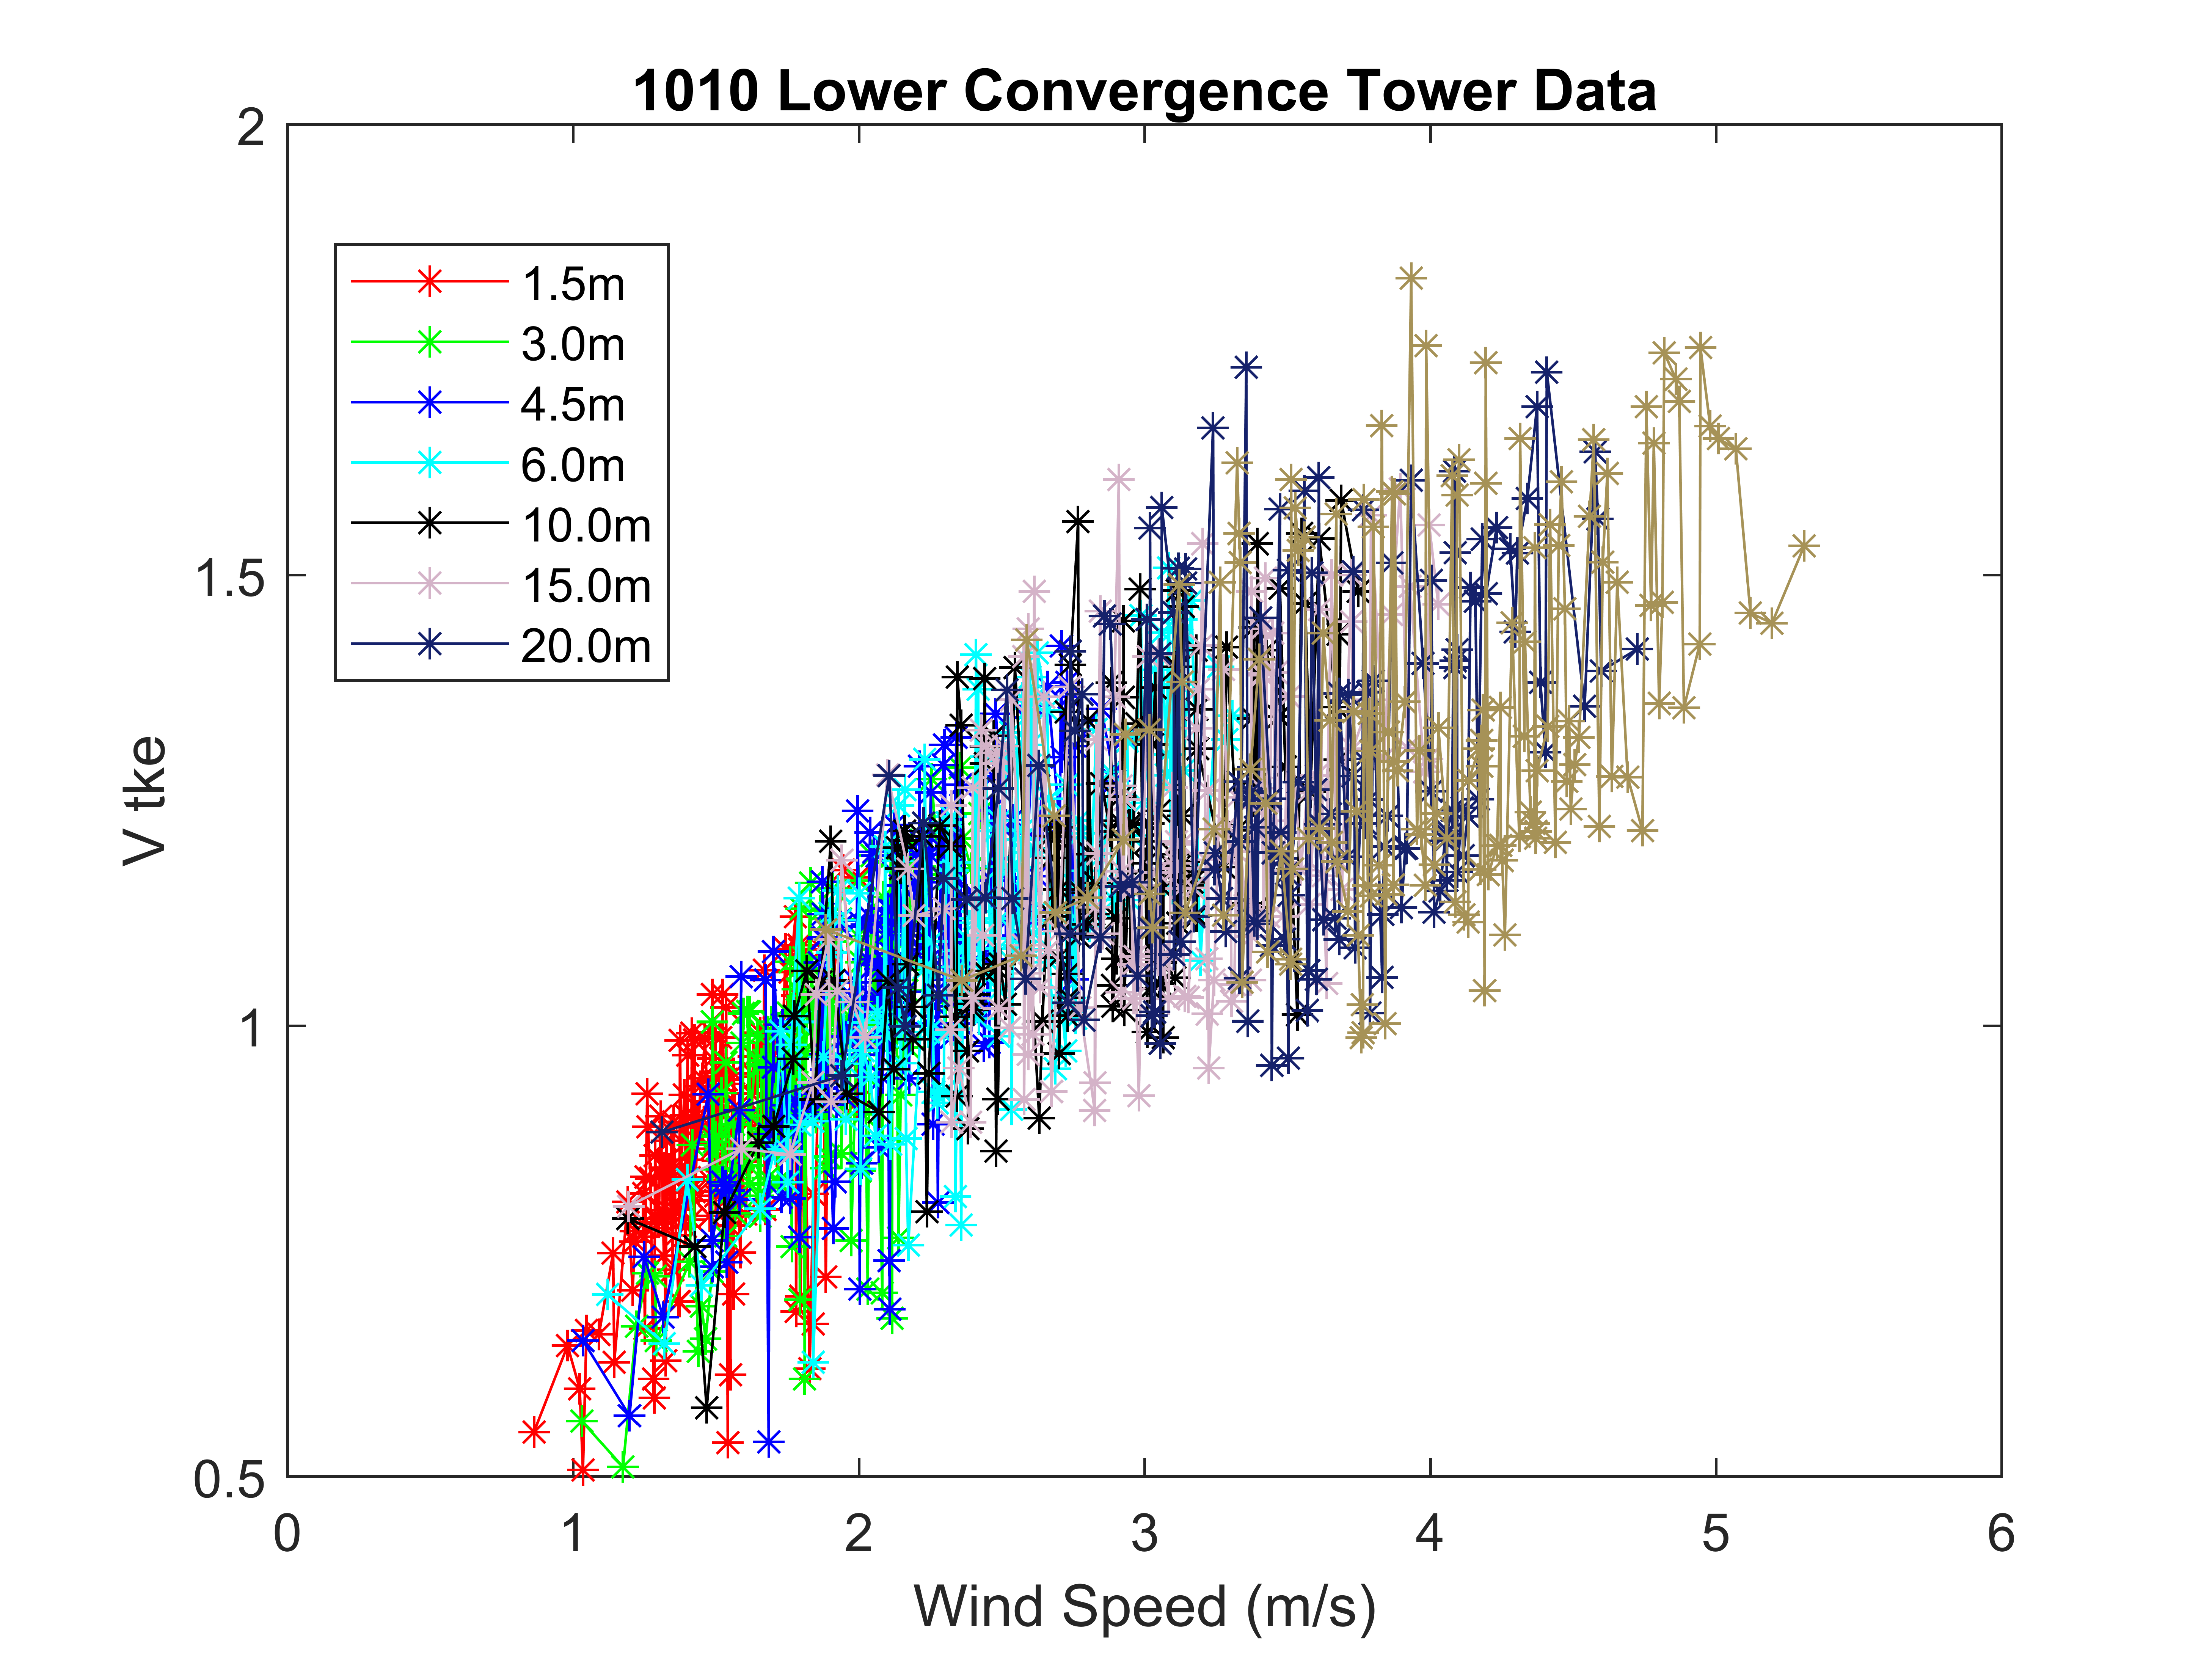 1010 Lower Convergence Tower Data
2
1.5
1
0.5
V tke
1.5m
3.0m
4.5m
6.0m
10.0m
15.0m
20.0m
0 1 2 3 4 5 6
Wind Speed (m/s)